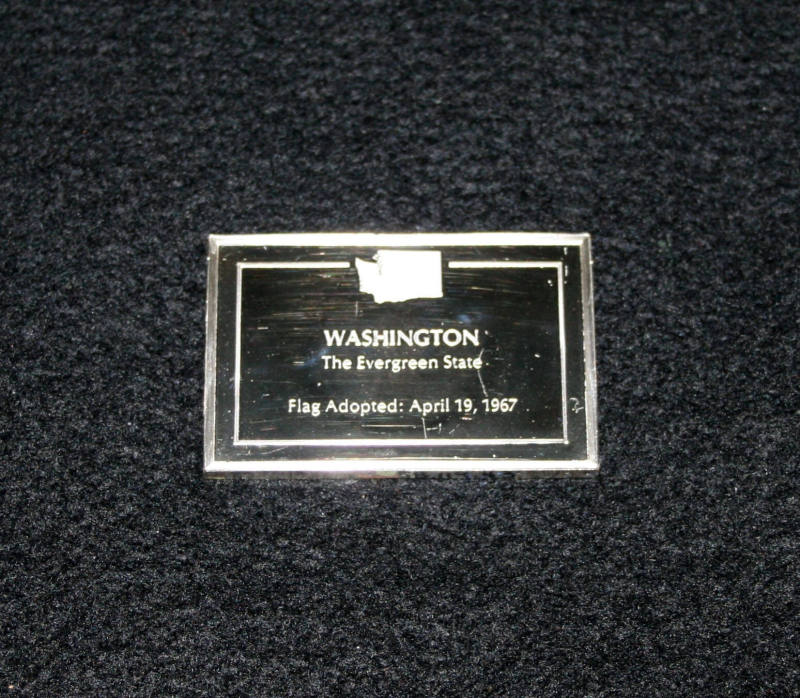 WASHINGTON
The Evergreen State
Flag Adopted: April 19, 1967